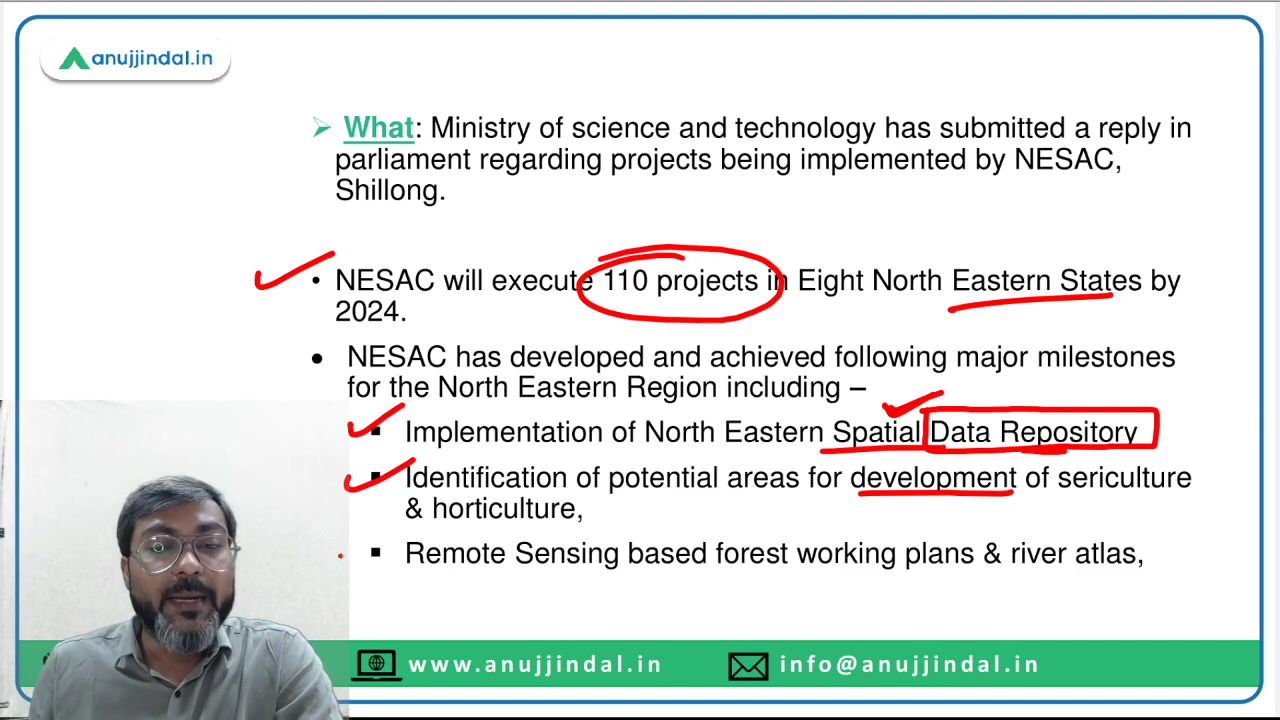 anujjindal.in
➢ What: Ministry of science and technology has submitted a reply in
parliament regarding projects being implemented by NESAC,
Shillong.
• NESAC will execute 110 projects in Eight North Eastern States by
2024.
• NESAC has developed and achieved following major milestones
for the North Eastern Region including –
▪ Implementation of North Eastern Spatial Data Repository
▪ Identification of potential areas for development of sericulture
& horticulture,
▪ Remote Sensing based forest working plans & river atlas,
www.anujjindal.in
info@anujjindal.in